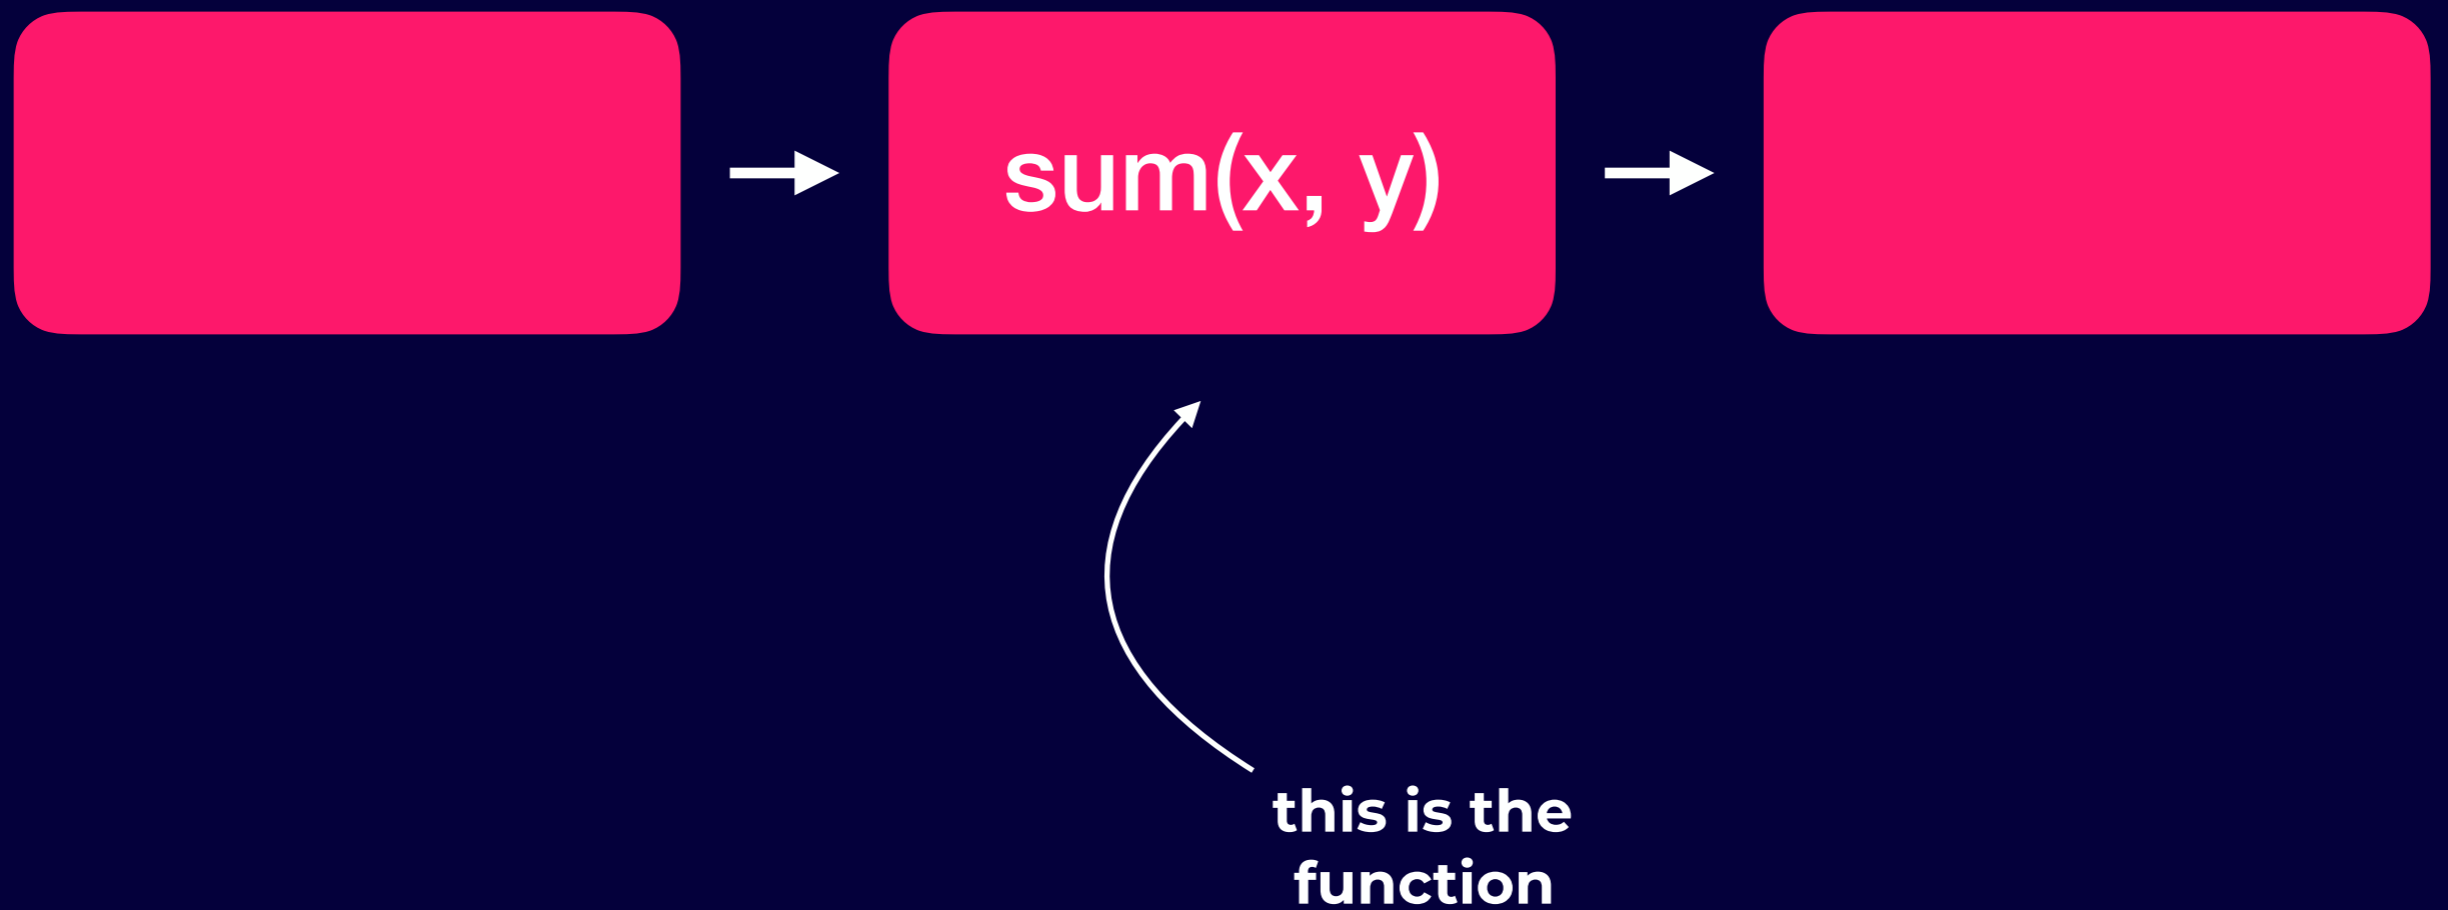 sum(x, y)
this is the
function